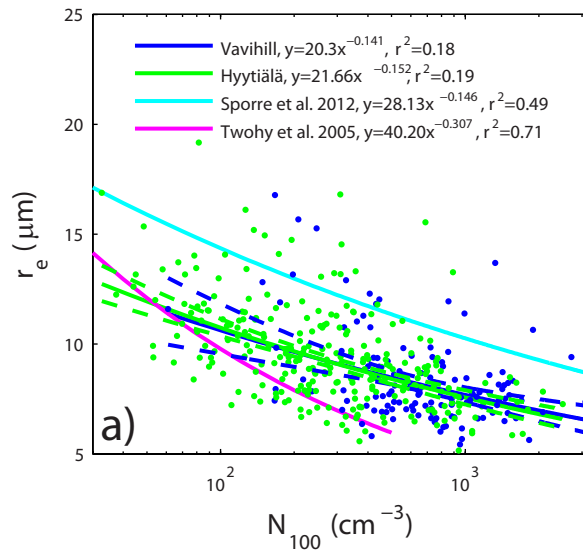 25
20
15
10
5
r_e (μm)
Vavihill, y=20.3x^−0.141, r^2=0.18
Hyytiälä, y=21.66x^−0.152, r^2=0.19
Sporre et al. 2012, y=28.13x^−0.146, r^2=0.49
Twohy et al. 2005, y=40.20x^−0.307, r^2=0.71
a)
10^2 10^3
N_100 (cm^−3)